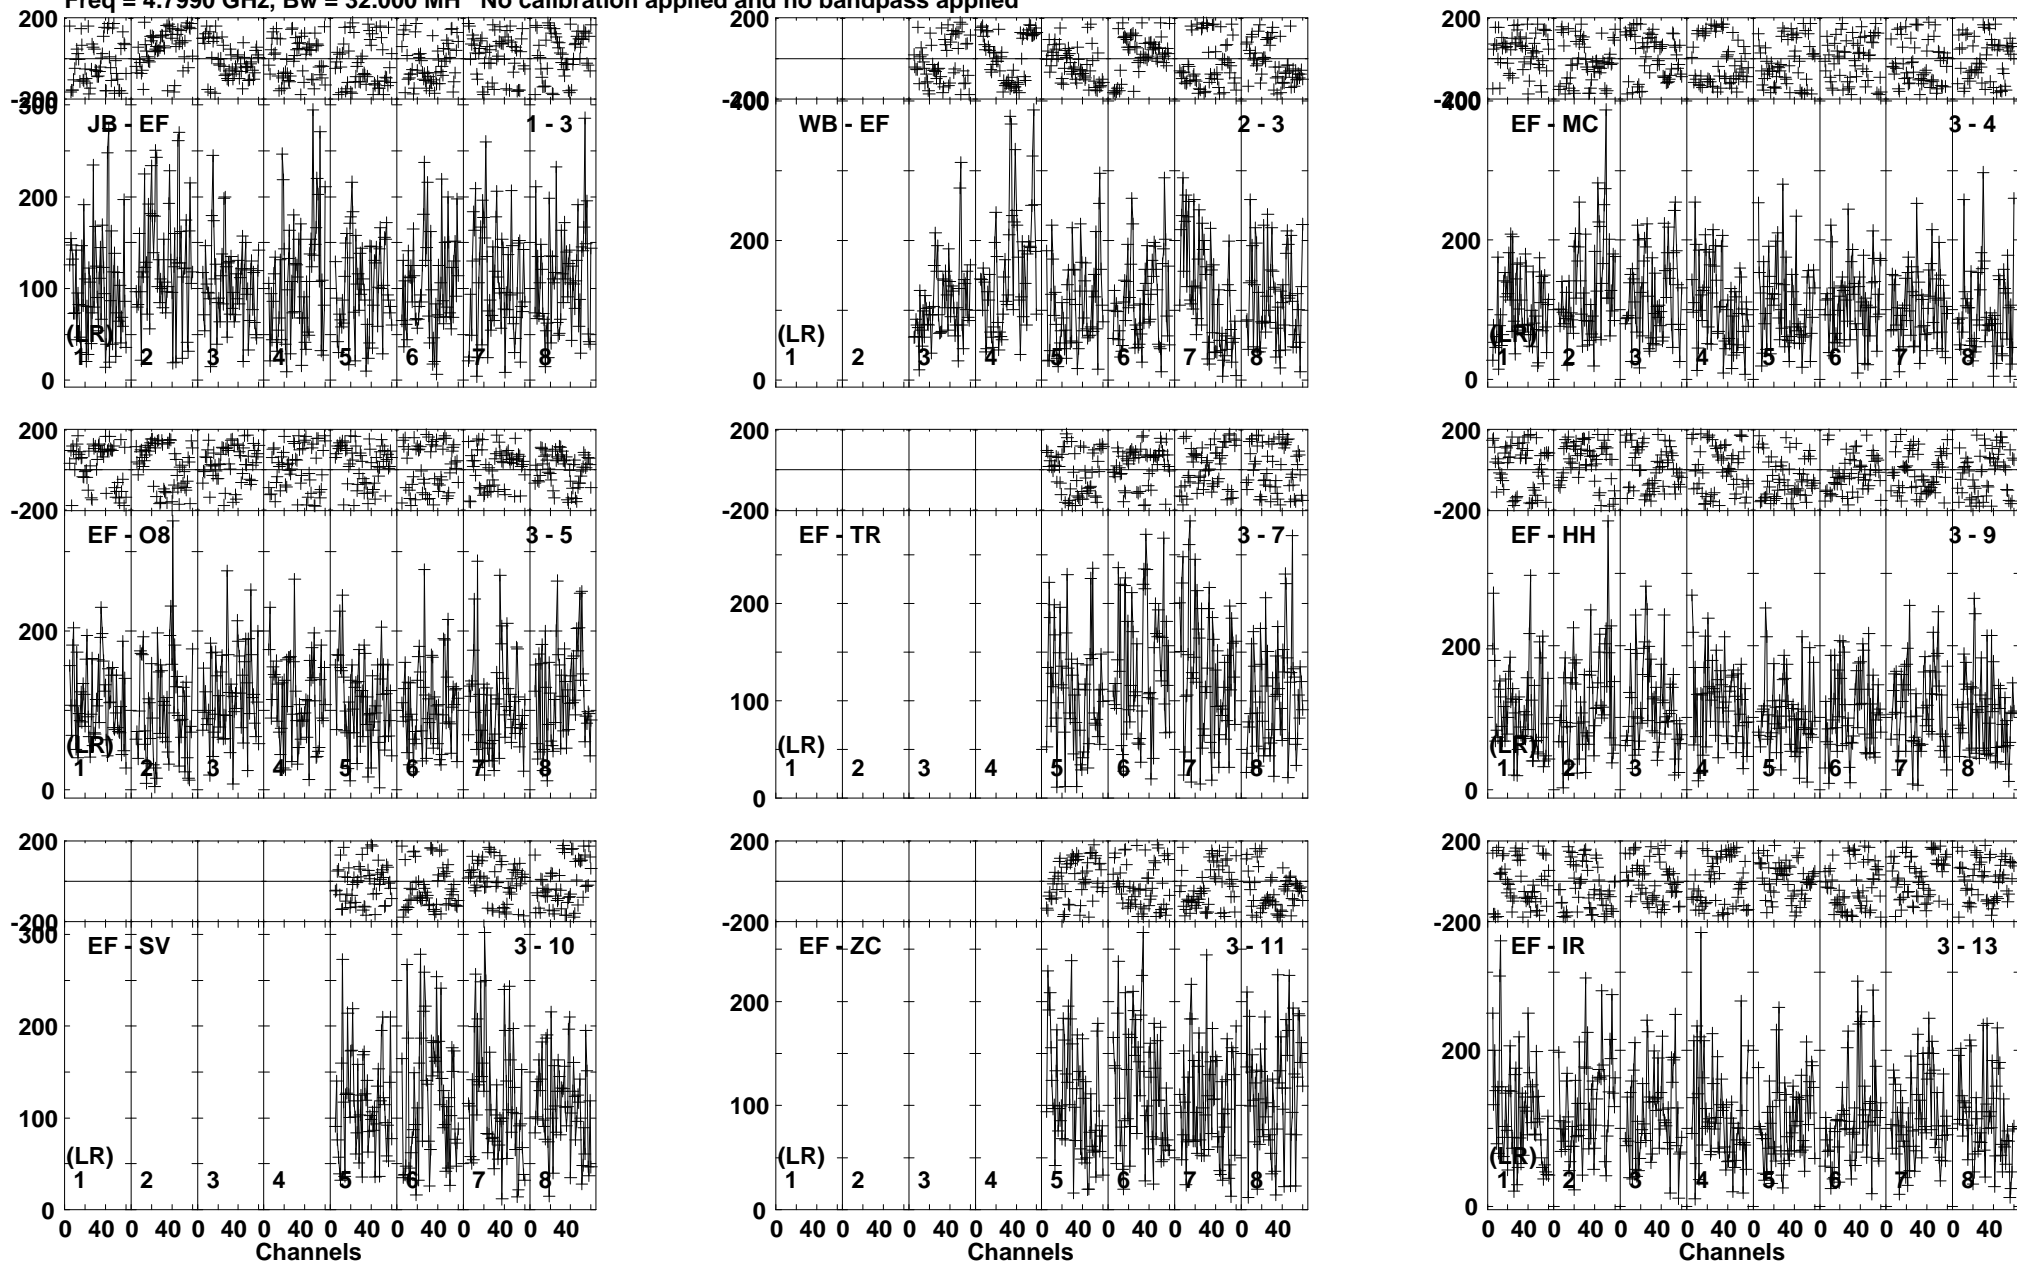 Freq = 4.7990 GHz, Bw = 32.000 MH No calibration applied and no bandpass applied
200 200 200
-200 -200 -200
300 400 400
JB - EF 1 - 3 WB - EF 2 - 3 EF - MC 3 - 4
200 200 200
100
(LR) (LR) (LR)
1 2 3 4 5 6 7 8 1 2 3 4 5 6 7 8 1 2 3 4 5 6 7 8
0 0 0
200 200 200
-200 -200 -200
EF - O8 3 - 5 EF - TR 3 - 7 EF - HH 3 - 9
200 200 200
100
(LR) (LR) (LR)
1 2 3 4 5 6 7 8 1 2 3 4 5 6 7 8 1 2 3 4 5 6 7 8
0 0 0
200 200 200
-200 -200 -200
300
EF - SV 3 - 10 EF - ZC 3 - 11 EF - IR 3 - 13
200 200 200
100 100
(LR) (LR) (LR)
1 2 3 4 5 6 7 8 1 2 3 4 5 6 7 8 1 2 3 4 5 6 7 8
0 0 0
0 40 0 40 0 40 0 40 0 40 0 40 0 40 0 40 0 40 0 40 0 40 0 40 0 40 0 40 0 40 0 40 0 40 0 40 0 40 0 40 0 40 0 40 0 40 0 40
Channels Channels Channels